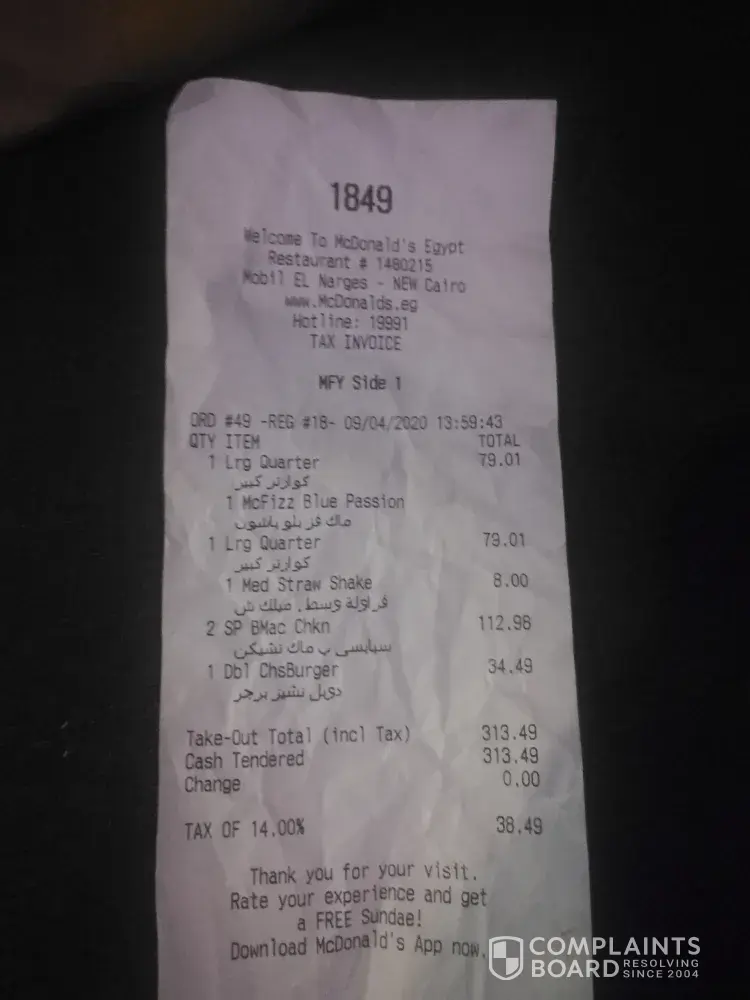 1849
Welcome To McDonald's Egypt
Restaurant # 1480215
Mobil EL Narges - NEW Cairo
www.McDonalds.eg
Hotline: 19991
TAX INVOICE
MFY Side 1
ORD #49 -REG #18- 09/04/2020 13:59:43
QTY ITEM TOTAL
1 Lrg Quarter 79.01
كوارتر كبير
1 McFizz Blue Passion
ماك فز بلو باشون
1 Lrg Quarter 79.01
كوارتر كبير
1 Med Straw Shake 8.00
فراولة وسط، ميلك ش
2 SP BMac Chkn 112.98
سبايسى ب ماك تشيكن
1 Dbl ChsBurger 34.49
دوبل تشيز برجر
Take-Out Total (incl Tax) 313.49
Cash Tendered 313.49
Change 0.00
TAX OF 14.00% 38.49
Thank you for your visit.
Rate your experience and get
a FREE Sundae!
Download McDonald's App now.
COMPLAINTS
BOARD RESOLVING
SINCE 2004